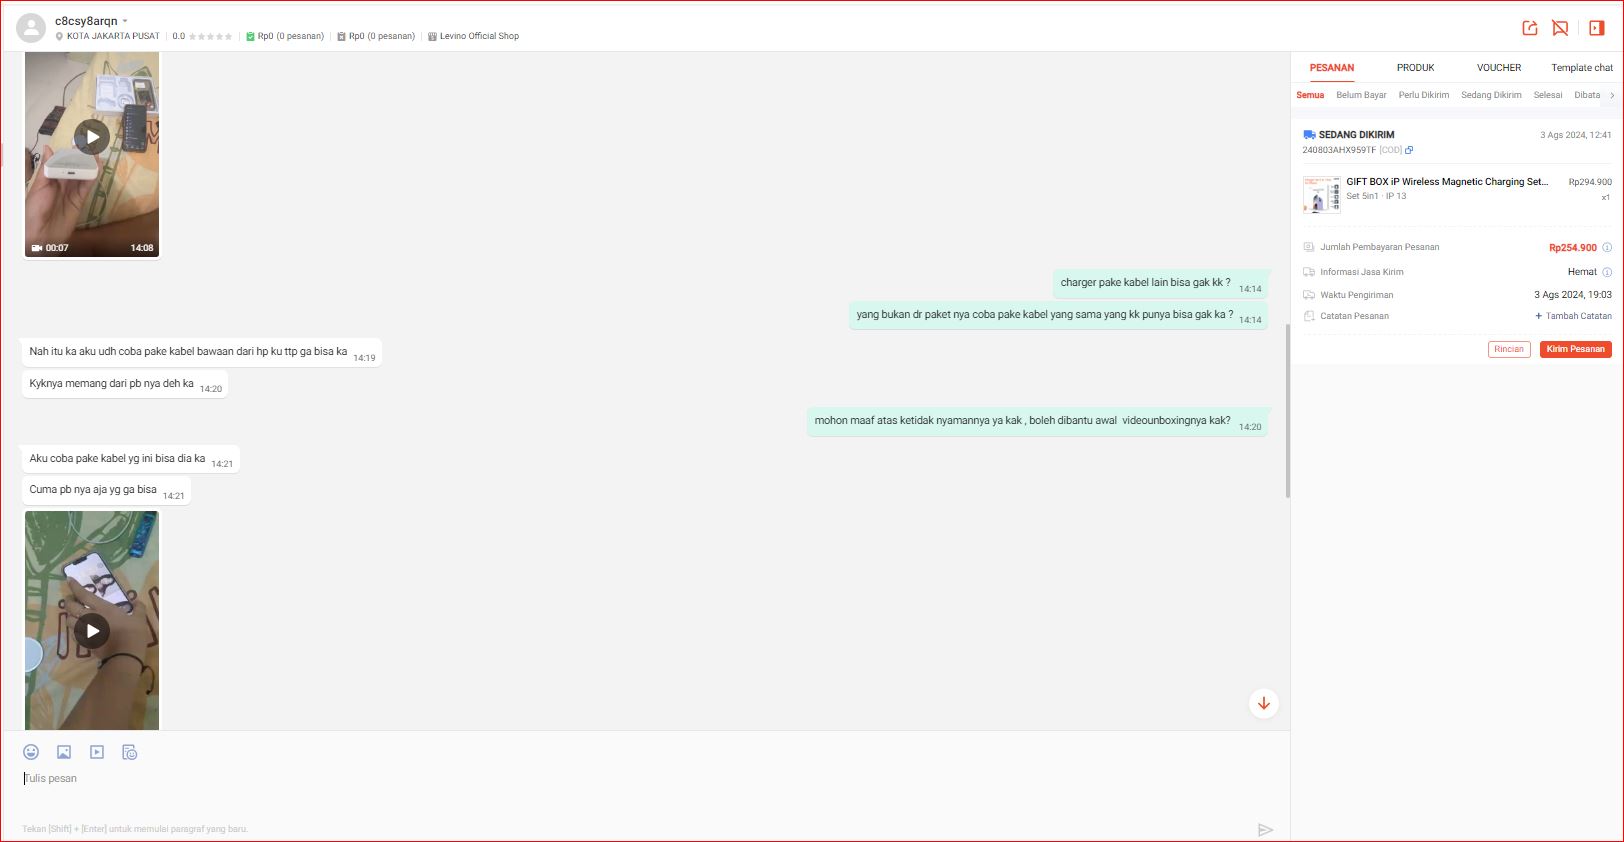 c8csy8arqn
KOTA JAKARTA PUSAT
0.0
Rp0 (0 pesanan)
Rp0 (0 pesanan)
Levino Official Shop
00:07
14:08
charger pake kabel lain bisa gak kk ?
14:14
yang bukan dr paket nya coba pake kabel yang sama yang kk punya bisa gak ka ?
14:14
Nah itu ka aku udh coba pake kabel bawaan dari hp ku ttp ga bisa ka
14:19
Kyknya memang dari pb nya deh ka
14:20
mohon maaf atas ketidak nyamannya ya kak , boleh dibantu awal  videounboxingnya kak?
14:20
Aku coba pake kabel yg ini bisa dia ka
14:21
Cuma pb nya aja yg ga bisa
14:21
Tulis pesan
Tekan [Shift] + [Enter] untuk memulai paragraf yang baru.
PESANAN
PRODUK
VOUCHER
Template chat
Semua
Belum Bayar
Perlu Dikirim
Sedang Dikirim
Selesai
Dibata
SEDANG DIKIRIM
3 Ags 2024, 12:41
240803AHX959TF [COD]
GIFT BOX iP Wireless Magnetic Charging Set...
Rp294.900
Set 5in1 · IP 13
x1
Jumlah Pembayaran Pesanan
Rp254.900
Informasi Jasa Kirim
Hemat
Waktu Pengiriman
3 Ags 2024, 19:03
Catatan Pesanan
+ Tambah Catatan
Rincian
Kirim Pesanan